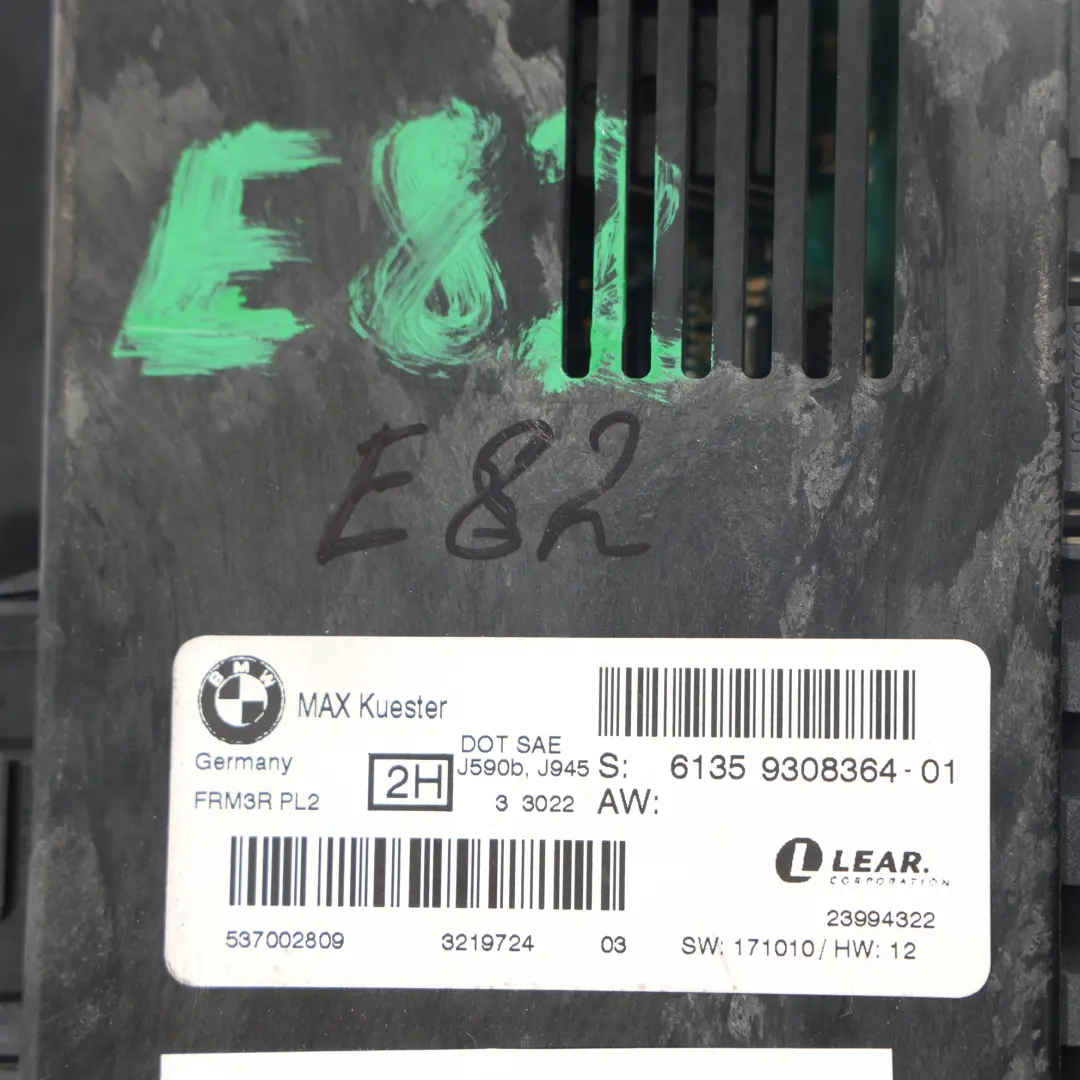 E82
E82
BMW
MAX Kuester
Germany
FRM3R PL2
2H
DOT SAE
J590b, J945
3 3022
S: 6135 9308364-01
AW:
LEAR.
CORPORATION
23994322
537002809 3219724 03
SW: 171010/ HW: 12